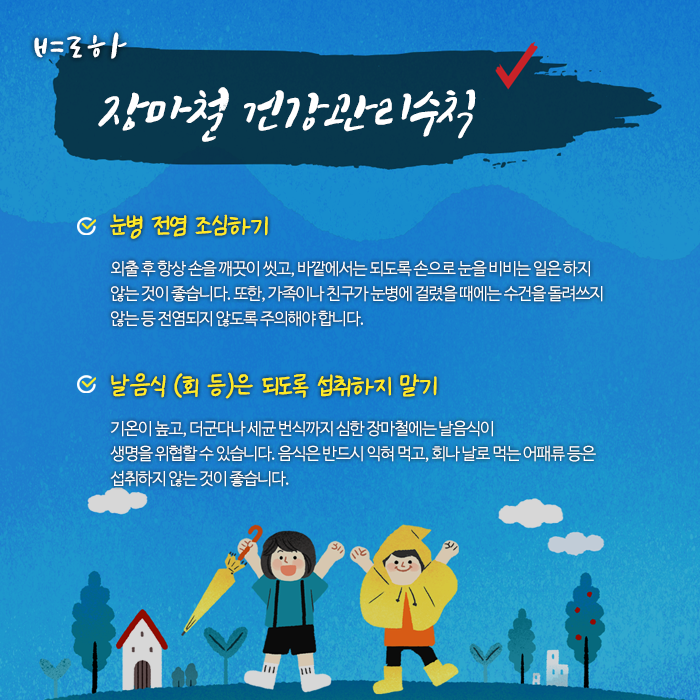 벼르하
장마철 건강관리수칙
눈병 전염 조심하기
외출 후 항상 손을 깨끗이 씻고, 바깥에서는 되도록 손으로 눈을 비비는 일은 하지
않는 것이 좋습니다. 또한, 가족이나 친구가 눈병에 걸렸을 때에는 수건을 돌려쓰지
않는 등 전염되지 않도록 주의해야 합니다.
날음식 (회 등)은 되도록 섭취하지 말기
기온이 높고, 더군다나 세균 번식까지 심한 장마철에는 날음식이
생명을 위협할 수 있습니다. 음식은 반드시 익혀 먹고, 회나 날로 먹는 어패류 등은
섭취하지 않는 것이 좋습니다.